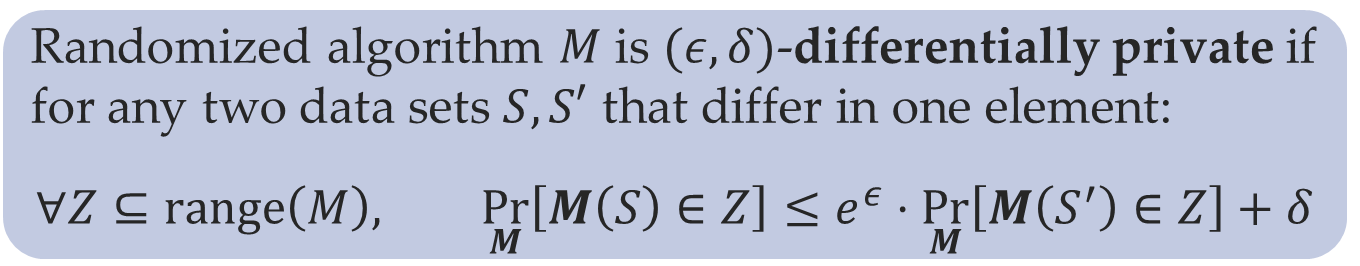 Randomized algorithm M is (ϵ, δ)-differentially private if
for any two data sets S, S′ that differ in one element:
∀Z ⊆ range(M), Pr_M[M(S) ∈ Z] ≤ e^ϵ · Pr_M[M(S′) ∈ Z] + δ